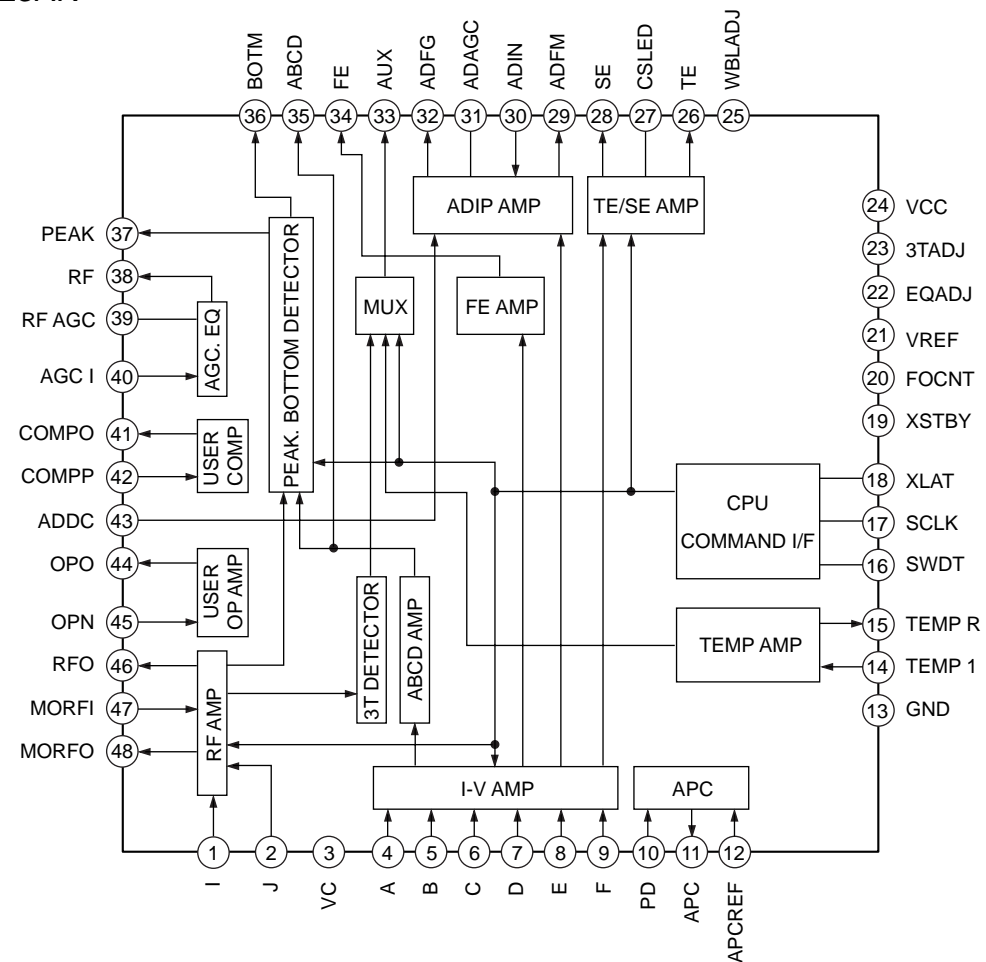 BOTM
ABCD
FE
AUX
ADFG
ADAGC
ADIN
ADFM
SE
CSLED
TE
WBLADJ
36
35
34
33
32
31
30
29
28
27
26
25
PEAK 37
RF 38
RF AGC 39
AGC I 40
COMPO 41
COMPP 42
ADDC 43
OPO 44
OPN 45
RFO 46
MORFI 47
MORFO 48
24 VCC
23 3TADJ
22 EQADJ
21 VREF
20 FOCNT
19 XSTBY
18 XLAT
17 SCLK
16 SWDT
15 TEMP R
14 TEMP 1
13 GND
ADIP AMP
TE/SE AMP
MUX
FE AMP
AGC. EQ
PEAK. BOTTOM DETECTOR
USER
COMP
USER
OP AMP
CPU
COMMAND I/F
TEMP AMP
3T DETECTOR
ABCD AMP
RF AMP
I-V AMP
APC
1
2
3
4
5
6
7
8
9
10
11
12
I
J
VC
A
B
C
D
E
F
PD
APC
APCREF